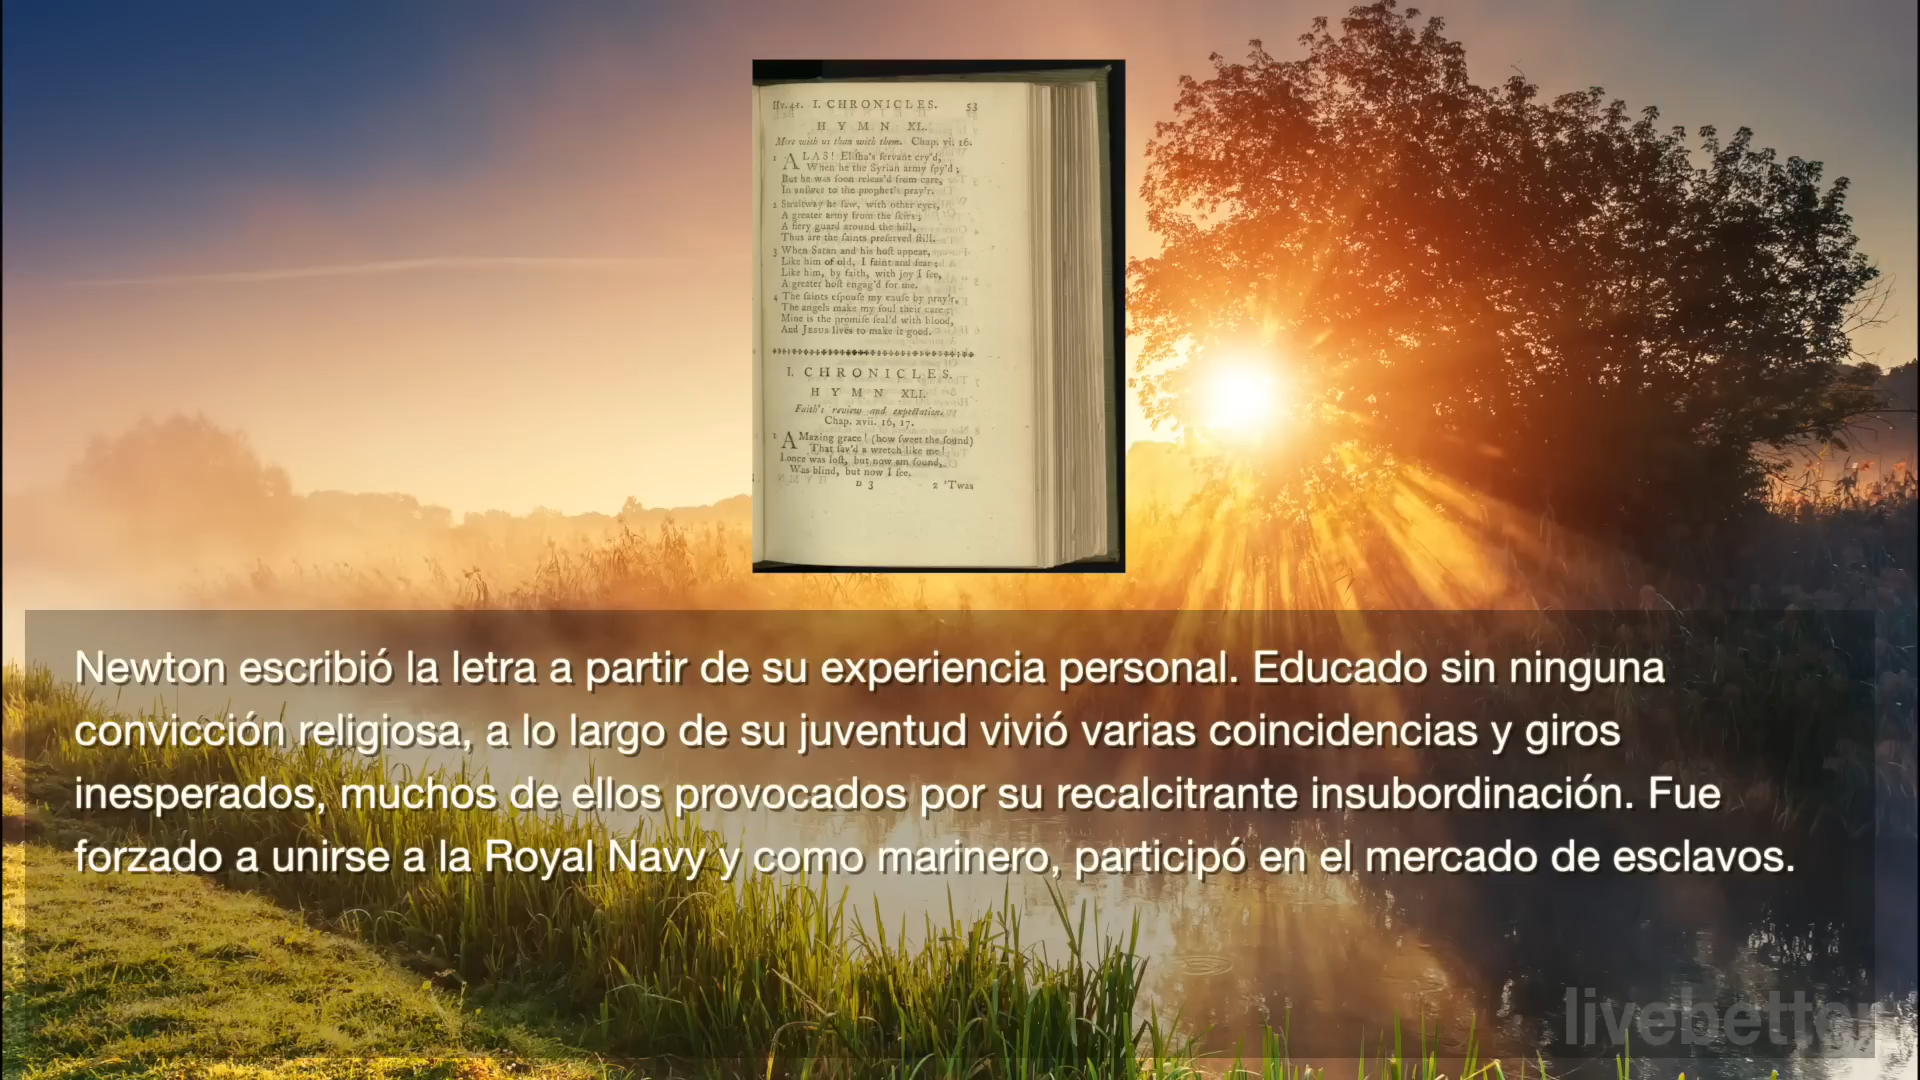 I. CHRONICLES. 53
H Y M N XL.
More with us than with them. Chap. vi. 16.
1 ALAS! Eliſha's ſervant cry'd,
When he the Syrian army ſpy'd;
But he was ſoon releas'd from care,
In anſwer to the prophet's pray'r.
2 Straitway he ſaw, with other eyes,
A greater army from the ſkies;
A fiery guard around the hill,
Thus are the ſaints preſerved ſtill.
3 When Satan and his hoſt appear,
Like him of old, I faint and fear;
Like him, by faith, with joy I ſee,
A greater hoſt engag'd for me.
4 The ſaints eſpouſe my cauſe by pray'r,
The angels make my ſoul their care;
Mine is the promiſe ſeal'd with blood,
And JESUS lives to make it good.
I. CHRONICLES.
H Y M N XLI.
Faith's review and expectation.
Chap. xvii. 16, 17.
1 AMazing grace! (how ſweet the ſound)
That ſav'd a wretch like me!
I once was loſt, but now am found,
Was blind, but now I ſee.
D 3 2 'Twas
Newton escribió la letra a partir de su experiencia personal. Educado sin ninguna
convicción religiosa, a lo largo de su juventud vivió varias coincidencias y giros
inesperados, muchos de ellos provocados por su recalcitrante insubordinación. Fue
forzado a unirse a la Royal Navy y como marinero, participó en el mercado de esclavos.
livebetter